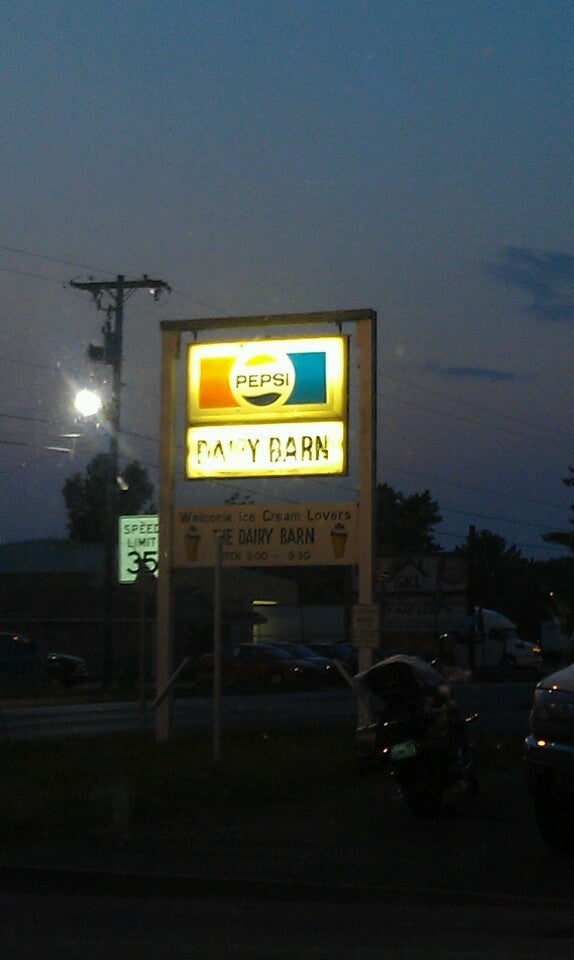 PEPSI
DAIRY BARN
Welcome Ice Cream Lovers
THE DAIRY BARN
SPEED
LIMIT
35